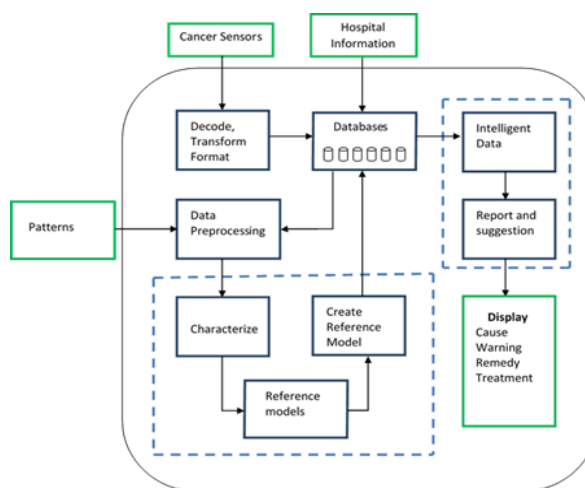 Cancer Sensors
Hospital
Information
Decode,
Transform
Format
Databases
Intelligent
Data
Patterns
Data
Preprocessing
Report and
suggestion
Characterize
Create
Reference
Model
Reference
models
Display
Cause
Warning
Remedy
Treatment